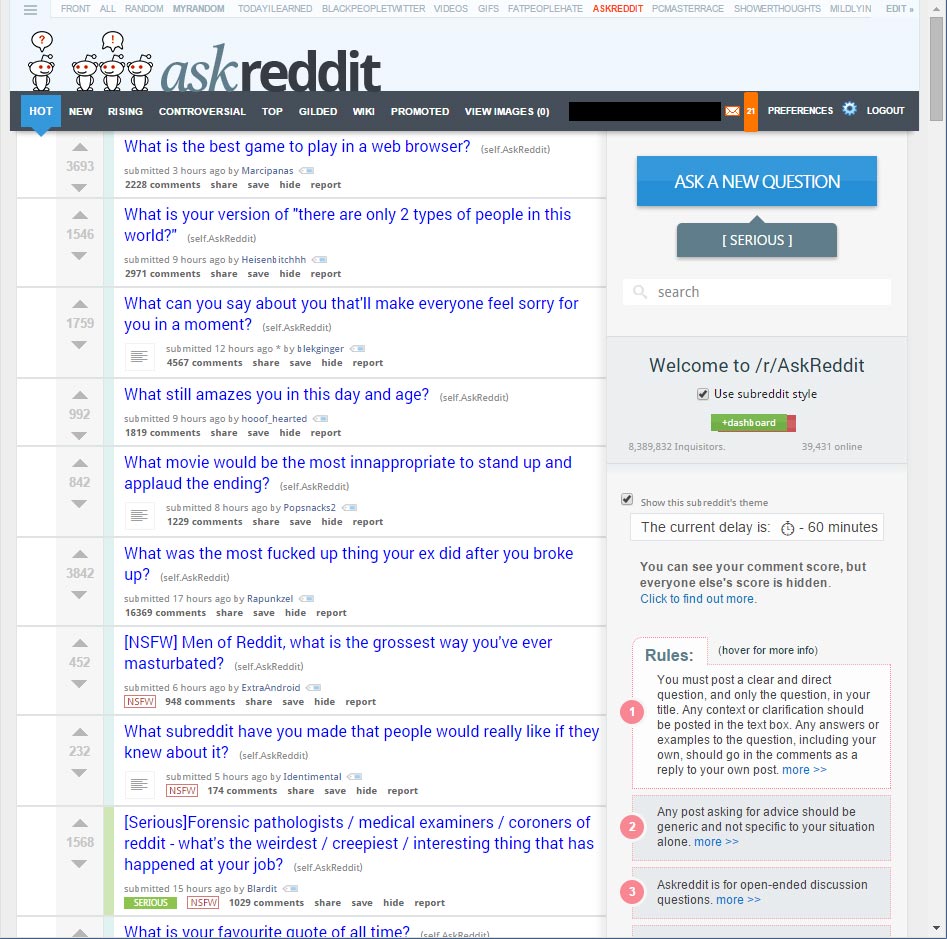 FRONT ALL RANDOM MYRANDOM TODAYILEARNED BLACKPEOPLETWITTER VIDEOS GIFS FATPEOPLEHATE ASKREDDIT PCMASTERRACE SHOWERTHOUGHTS MILDLYIN EDIT »
? !
askreddit
HOT NEW RISING CONTROVERSIAL TOP GILDED WIKI PROMOTED VIEW IMAGES (0) 21 PREFERENCES LOGOUT
3693
What is the best game to play in a web browser? (self.AskReddit)
submitted 3 hours ago by Marcipanas
2228 comments share save hide report
1546
What is your version of "there are only 2 types of people in this
world?" (self.AskReddit)
submitted 9 hours ago by Heisenbitchhh
2971 comments share save hide report
1759
What can you say about you that'll make everyone feel sorry for
you in a moment? (self.AskReddit)
submitted 12 hours ago * by blekginger
4567 comments share save hide report
992
What still amazes you in this day and age? (self.AskReddit)
submitted 9 hours ago by hooof_hearted
1819 comments share save hide report
842
What movie would be the most innappropriate to stand up and
applaud the ending? (self.AskReddit)
submitted 8 hours ago by Popsnacks2
1229 comments share save hide report
3842
What was the most fucked up thing your ex did after you broke
up? (self.AskReddit)
submitted 17 hours ago by Rapunkzel
16369 comments share save hide report
452
[NSFW] Men of Reddit, what is the grossest way you've ever
masturbated? (self.AskReddit)
submitted 6 hours ago by ExtraAndroid
NSFW 948 comments share save hide report
232
What subreddit have you made that people would really like if they
knew about it? (self.AskReddit)
submitted 5 hours ago by Identimental
NSFW 174 comments share save hide report
1568
[Serious]Forensic pathologists / medical examiners / coroners of
reddit - what's the weirdest / creepiest / interesting thing that has
happened at your job? (self.AskReddit)
submitted 15 hours ago by Blardit
SERIOUS NSFW 1029 comments share save hide report
What is your favourite quote of all time? (self.AskReddit)
ASK A NEW QUESTION
[ SERIOUS ]
search
Welcome to /r/AskReddit
Use subreddit style
+dashboard
8,389,832 Inquisitors. 39,431 online
Show this subreddit's theme
The current delay is: - 60 minutes
You can see your comment score, but
everyone else's score is hidden.
Click to find out more.
Rules: (hover for more info)
1
You must post a clear and direct
question, and only the question, in your
title. Any context or clarification should
be posted in the text box. Any answers or
examples to the question, including your
own, should go in the comments as a
reply to your own post. more >>
2
Any post asking for advice should be
generic and not specific to your situation
alone. more >>
3
Askreddit is for open-ended discussion
questions. more >>